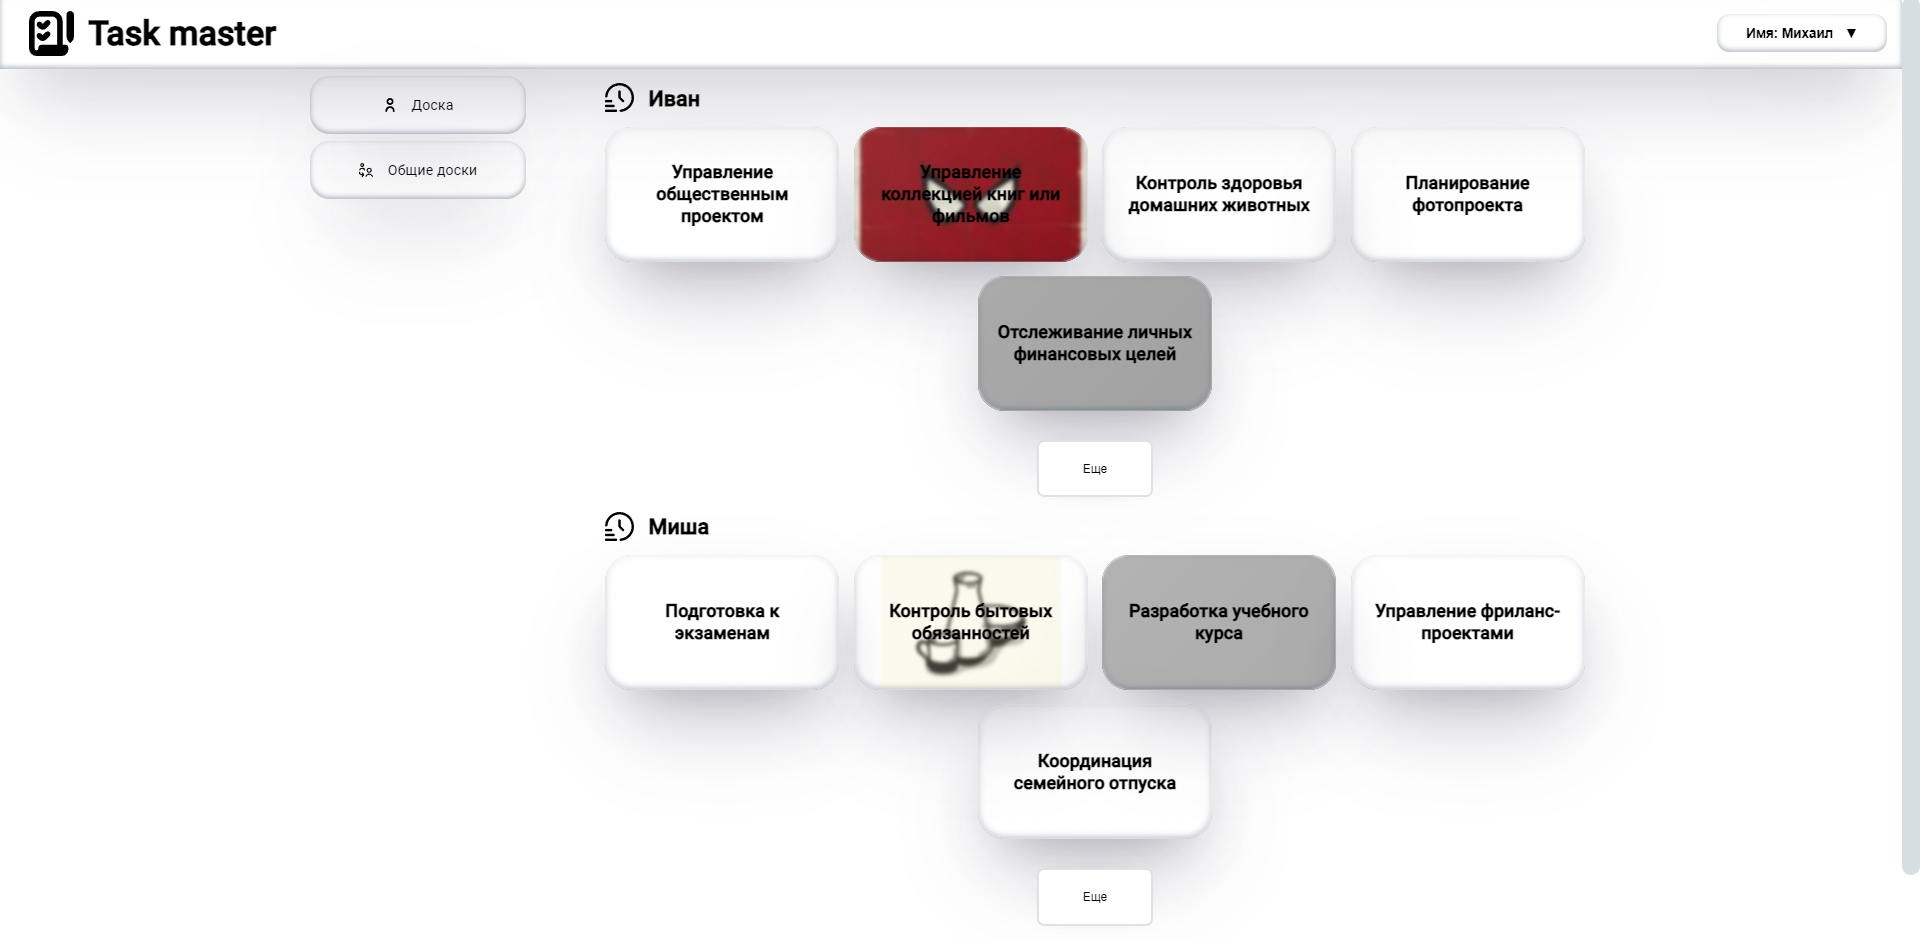 Task master
Имя: Михаил ▼
Доска
Общие доски
Иван
Управление
общественным
проектом
Управление
коллекцией книг или
фильмов
Контроль здоровья
домашних животных
Планирование
фотопроекта
Отслеживание личных
финансовых целей
Еще
Миша
Подготовка к
экзаменам
Контроль бытовых
обязанностей
Разработка учебного
курса
Управление фриланс-
проектами
Координация
семейного отпуска
Еще